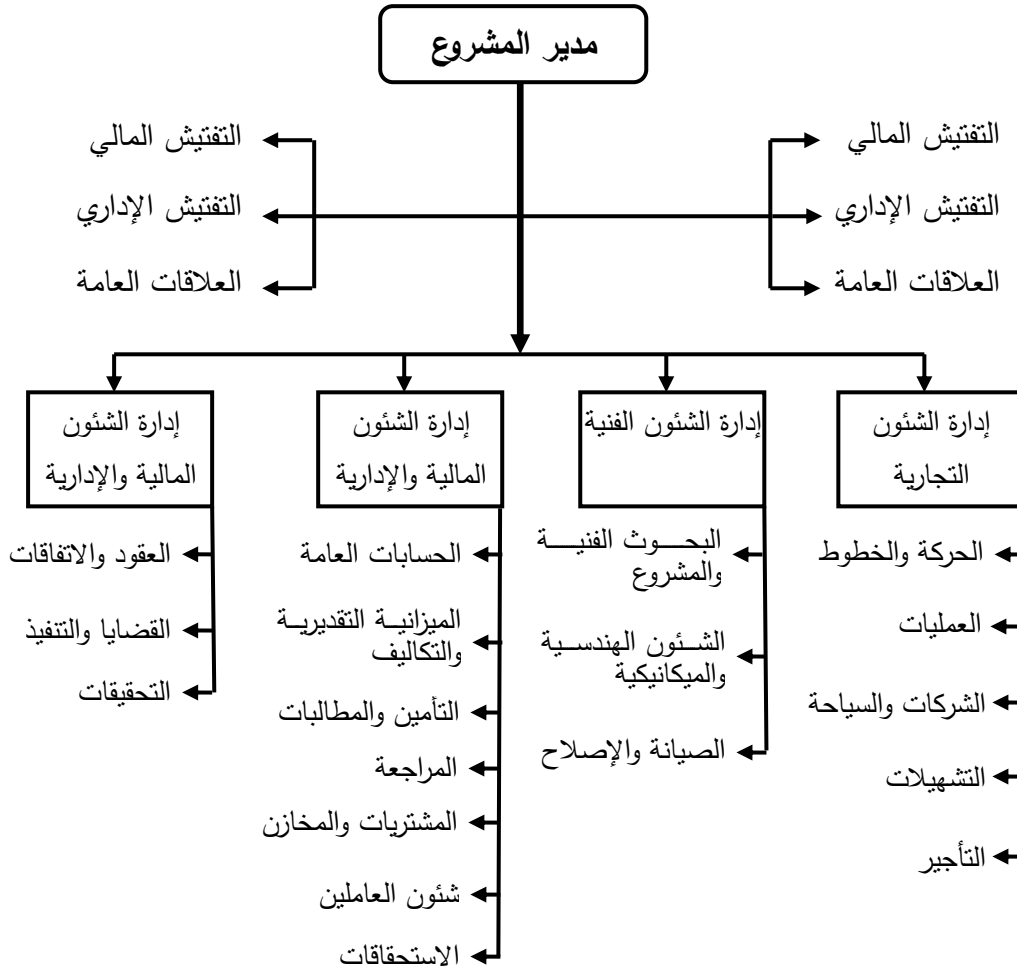 مدير المشروع
التفتيش المالي
التفتيش الإداري
العلاقات العامة
التفتيش المالي
التفتيش الإداري
العلاقات العامة
إدارة الشئون
التجارية
الحركة والخطوط
العمليات
الشركات والسياحة
التشهيلات
التأجير
إدارة الشئون الفنية
البحوث الفنية
والمشروع
الشئون الهندسية
والميكانيكية
الصيانة والإصلاح
إدارة الشئون
المالية والإدارية
الحسابات العامة
الميزانية التقديرية
والتكاليف
التأمين والمطالبات
المراجعة
المشتريات والمخازن
شئون العاملين
الاستحقاقات
إدارة الشئون
المالية والإدارية
العقود والاتفاقات
القضايا والتنفيذ
التحقيقات